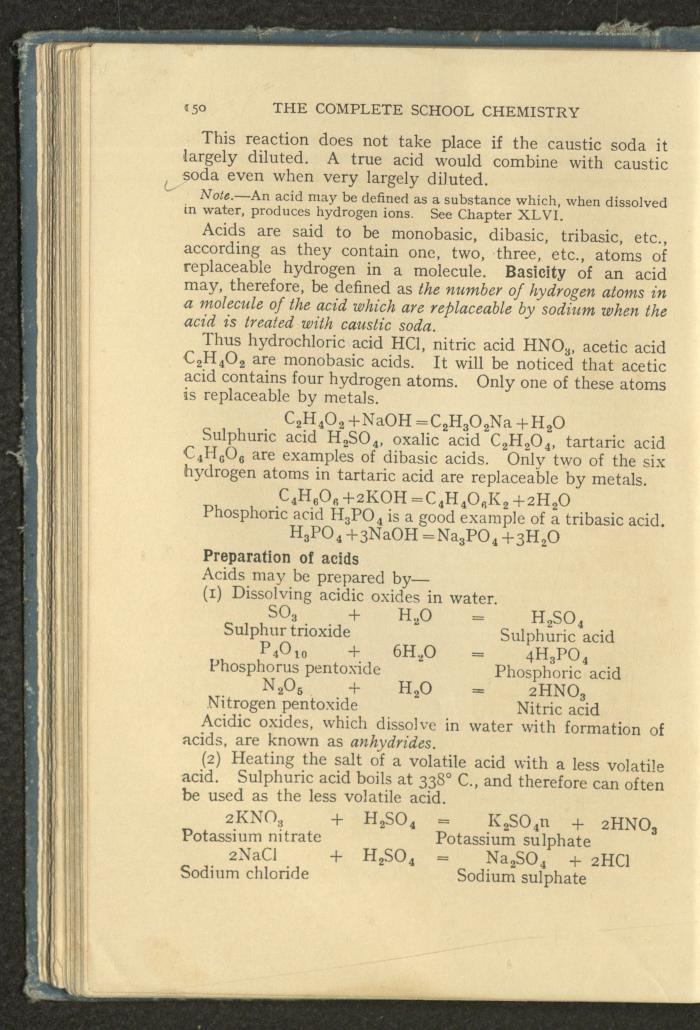 150 THE COMPLETE SCHOOL CHEMISTRY
This reaction does not take place if the caustic soda it
largely diluted. A true acid would combine with caustic
soda even when very largely diluted.
Note.—An acid may be defined as a substance which, when dissolved
in water, produces hydrogen ions. See Chapter XLVI.
Acids are said to be monobasic, dibasic, tribasic, etc.,
according as they contain one, two, three, etc., atoms of
replaceable hydrogen in a molecule. Basicity of an acid
may, therefore, be defined as the number of hydrogen atoms in
a molecule of the acid which are replaceable by sodium when the
acid is treated with caustic soda.
Thus hydrochloric acid HCl, nitric acid HNO₃, acetic acid
C₂H₄O₂ are monobasic acids. It will be noticed that acetic
acid contains four hydrogen atoms. Only one of these atoms
is replaceable by metals.
C₂H₄O₂+NaOH=C₂H₃O₂Na+H₂O
Sulphuric acid H₂SO₄, oxalic acid C₂H₂O₄, tartaric acid
C₄H₆O₆ are examples of dibasic acids. Only two of the six
hydrogen atoms in tartaric acid are replaceable by metals.
C₄H₆O₆+2KOH=C₄H₄O₆K₂+2H₂O
Phosphoric acid H₃PO₄ is a good example of a tribasic acid.
H₃PO₄+3NaOH=Na₃PO₄+3H₂O
Preparation of acids
Acids may be prepared by—
(1) Dissolving acidic oxides in water.
SO₃ + H₂O = H₂SO₄
Sulphur trioxide Sulphuric acid
P₄O₁₀ + 6H₂O = 4H₃PO₄
Phosphorus pentoxide Phosphoric acid
N₂O₅ + H₂O = 2HNO₃
Nitrogen pentoxide Nitric acid
Acidic oxides, which dissolve in water with formation of
acids, are known as anhydrides.
(2) Heating the salt of a volatile acid with a less volatile
acid. Sulphuric acid boils at 338° C., and therefore can often
be used as the less volatile acid.
2KNO₃ + H₂SO₄ = K₂SO₄n + 2HNO₃
Potassium nitrate Potassium sulphate
2NaCl + H₂SO₄ = Na₂SO₄ + 2HCl
Sodium chloride Sodium sulphate